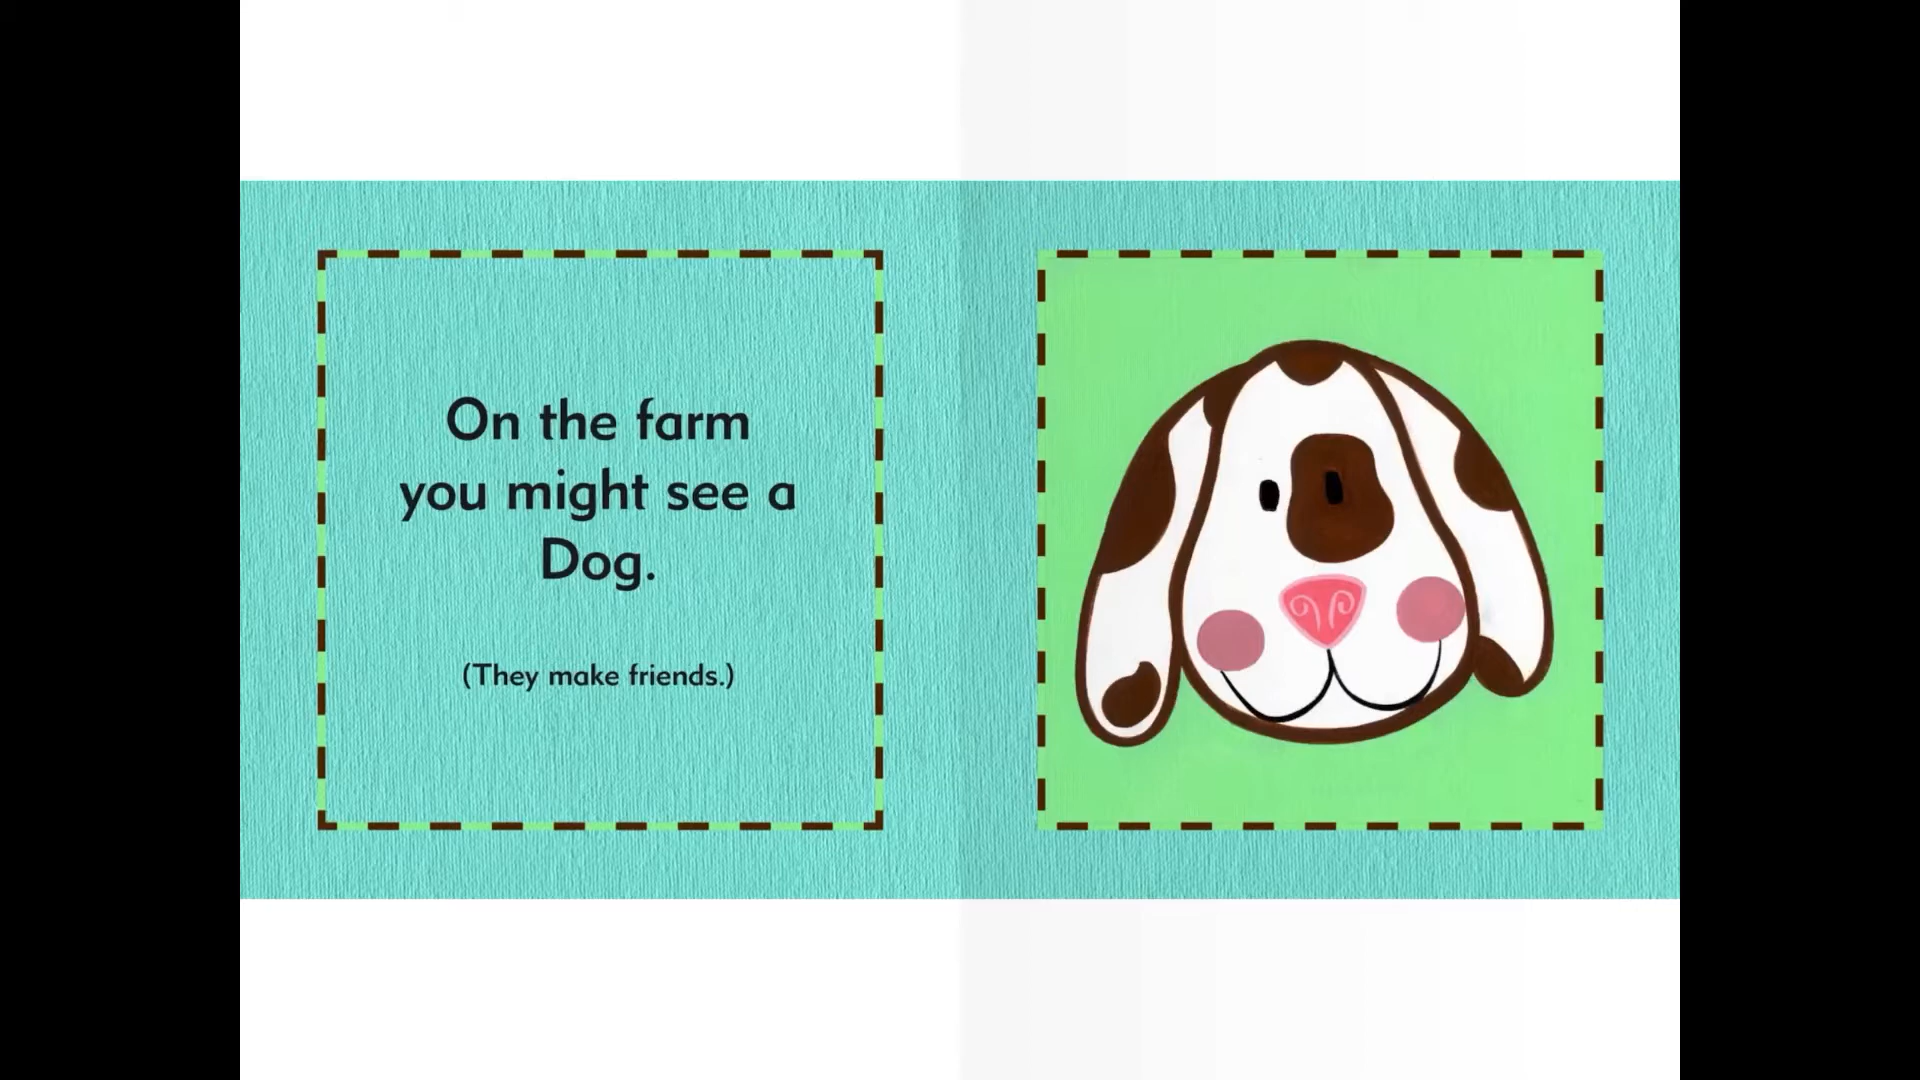 On the farm
you might see a
Dog.
(They make friends.)